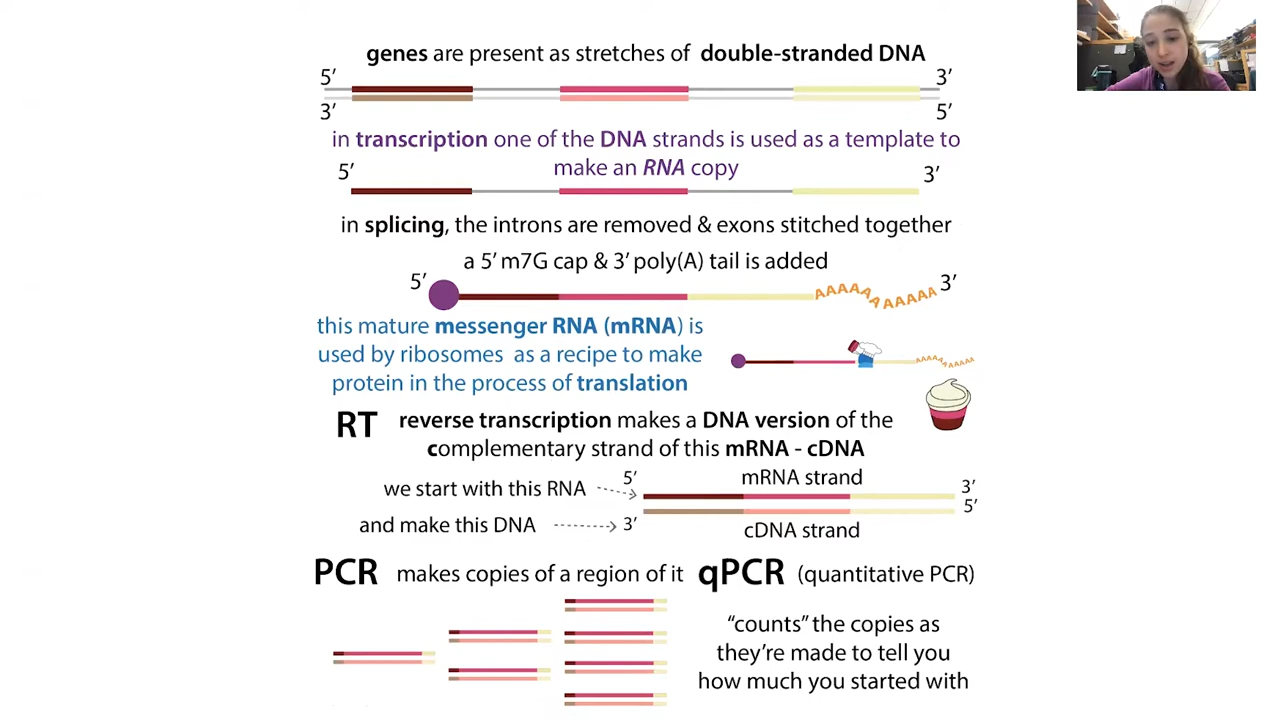 genes are present as stretches of double-stranded DNA
5’ 3’
3’ 5’
in transcription one of the DNA strands is used as a template to
make an RNA copy
5’ 3’
in splicing, the introns are removed & exons stitched together
a 5’ m7G cap & 3’ poly(A) tail is added
5’ AAAAAAAAAAA 3’
this mature messenger RNA (mRNA) is
used by ribosomes as a recipe to make
protein in the process of translation
AAAAAAAAAAA
RT reverse transcription makes a DNA version of the
complementary strand of this mRNA - cDNA
we start with this RNA 5’ mRNA strand 3’
and make this DNA 3’ cDNA strand 5’
PCR makes copies of a region of it qPCR (quantitative PCR)
“counts” the copies as
they’re made to tell you
how much you started with